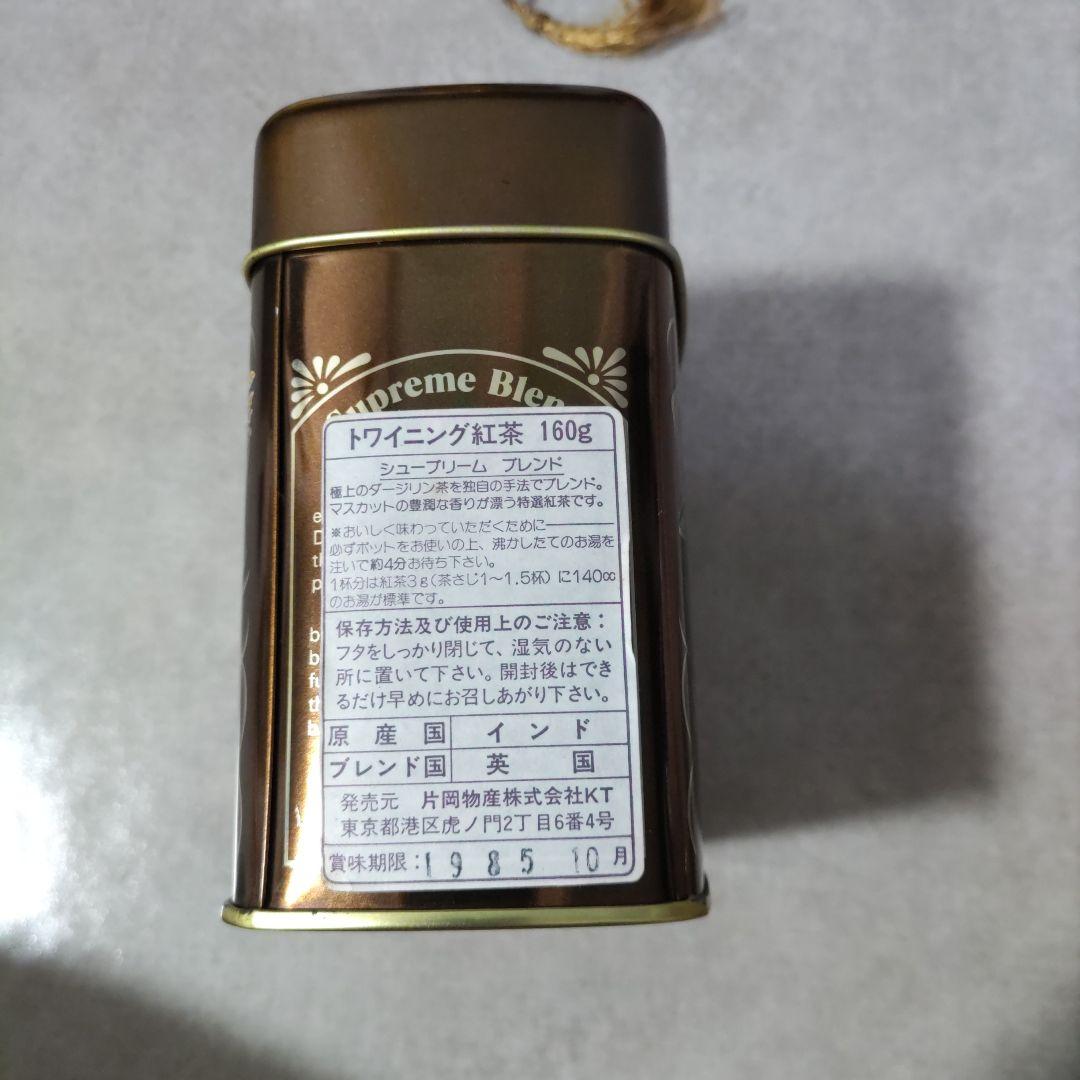 Supreme Blen
トワイニング紅茶 160g
シュープリーム ブレンド
極上のダージリン茶を独自の手法でブレンド。
マスカットの豊潤な香りが漂う特選紅茶です。
※おいしく味わっていただくために
必ずポットをお使いの上、沸かしたてのお湯を
注いで約4分お待ち下さい。
1杯分は紅茶3g(茶さじ1〜1.5杯)に140cc
のお湯が標準です。
保存方法及び使用上のご注意:
フタをしっかり閉じて、湿気のない
所に置いて下さい。開封後はでき
るだけ早めにお召しあがり下さい。
原産国 インド
ブレンド国 英国
発売元 片岡物産株式会社KT
東京都港区虎ノ門2丁目6番4号
賞味期限:1985 10月